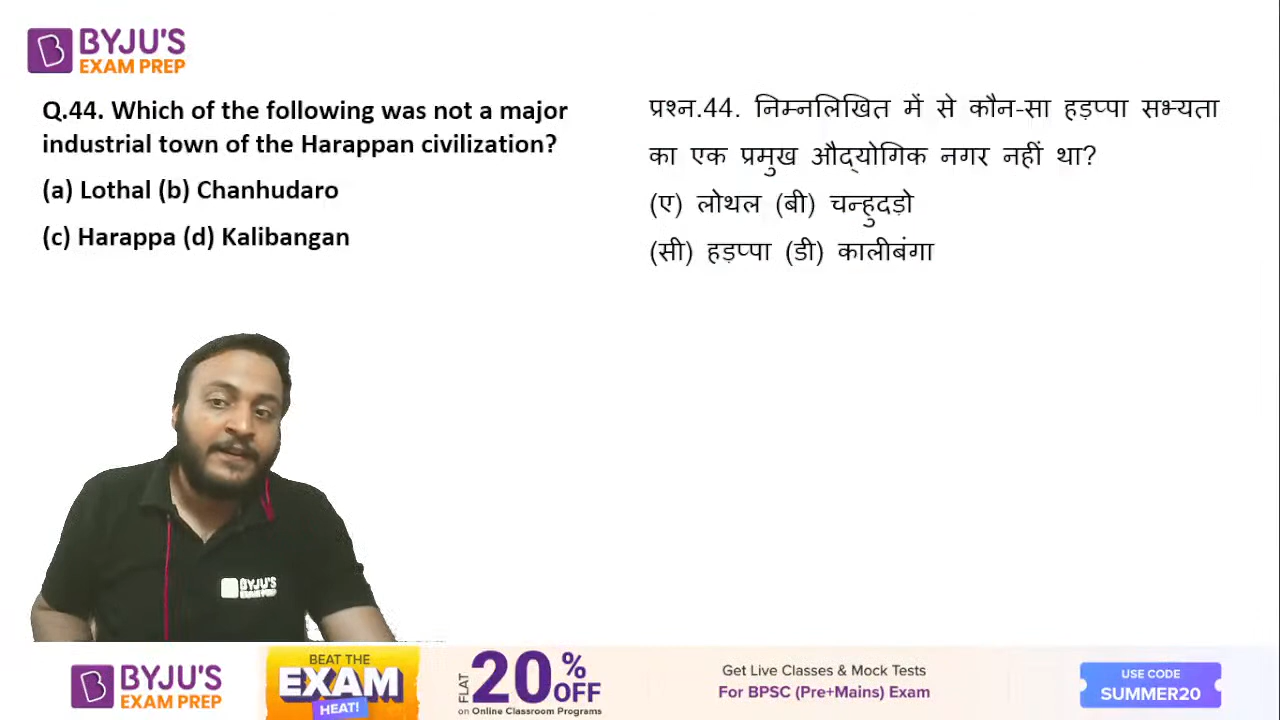 BYJU'S
EXAM PREP
Q.44. Which of the following was not a major
industrial town of the Harappan civilization?
(a) Lothal (b) Chanhudaro
(c) Harappa (d) Kalibangan
प्रश्न.44. निम्नलिखित में से कौन-सा हड़प्पा सभ्यता
का एक प्रमुख औद्योगिक नगर नहीं था?
(ए) लोथल (बी) चन्हुदड़ो
(सी) हड़प्पा (डी) कालीबंगा
BYJU'S
EXAM PREP
BYJU'S
EXAM PREP
BEAT THE
EXAM
HEAT!
FLAT 20% OFF
on Online Classroom Programs
Get Live Classes & Mock Tests
For BPSC (Pre+Mains) Exam
USE CODE
SUMMER20